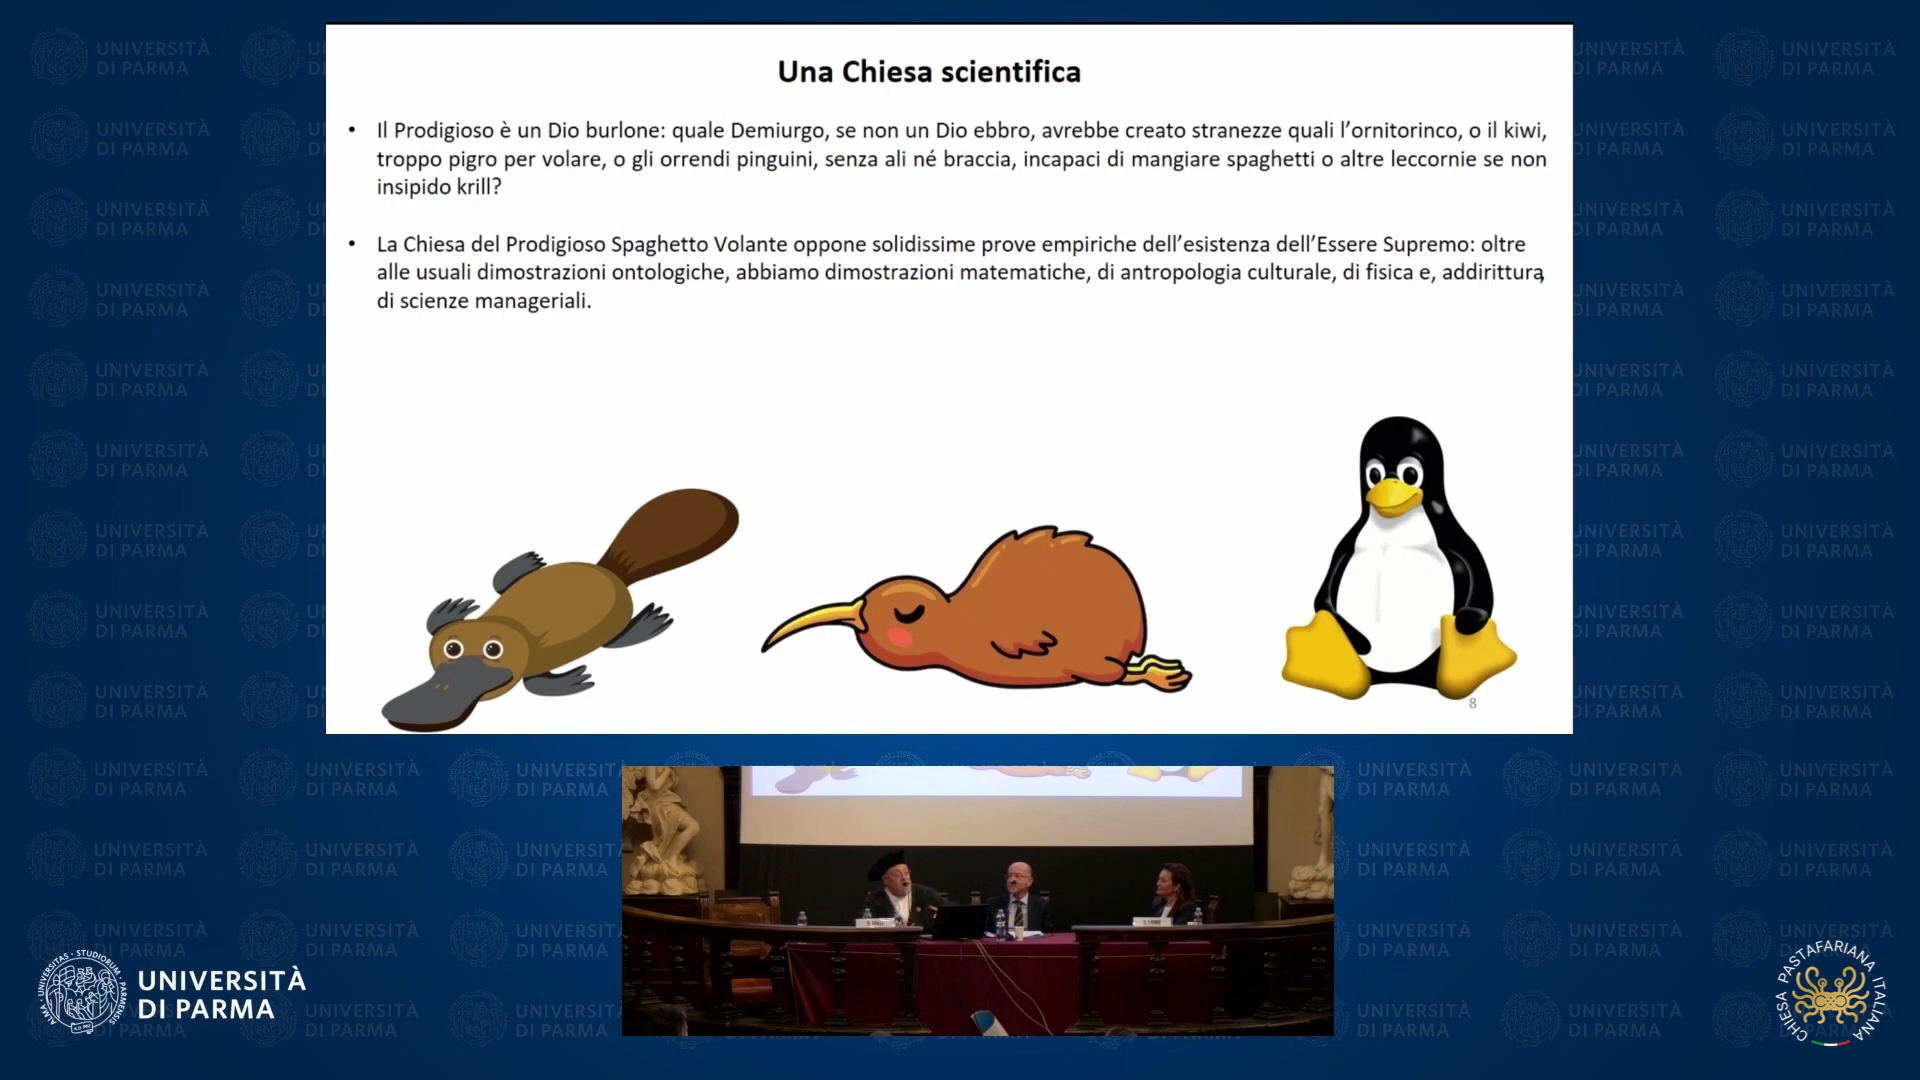 Una Chiesa scientifica
• Il Prodigioso è un Dio burlone: quale Demiurgo, se non un Dio ebbro, avrebbe creato stranezze quali l’ornitorinco, o il kiwi,
troppo pigro per volare, o gli orrendi pinguini, senza ali né braccia, incapaci di mangiare spaghetti o altre leccornie se non
insipido krill?
• La Chiesa del Prodigioso Spaghetto Volante oppone solidissime prove empiriche dell’esistenza dell’Essere Supremo: oltre
alle usuali dimostrazioni ontologiche, abbiamo dimostrazioni matematiche, di antropologia culturale, di fisica e, addirittura,
di scienze manageriali.
8
UNIVERSITÀ
DI PARMA
CHIESA PASTAFARIANA ITALIANA